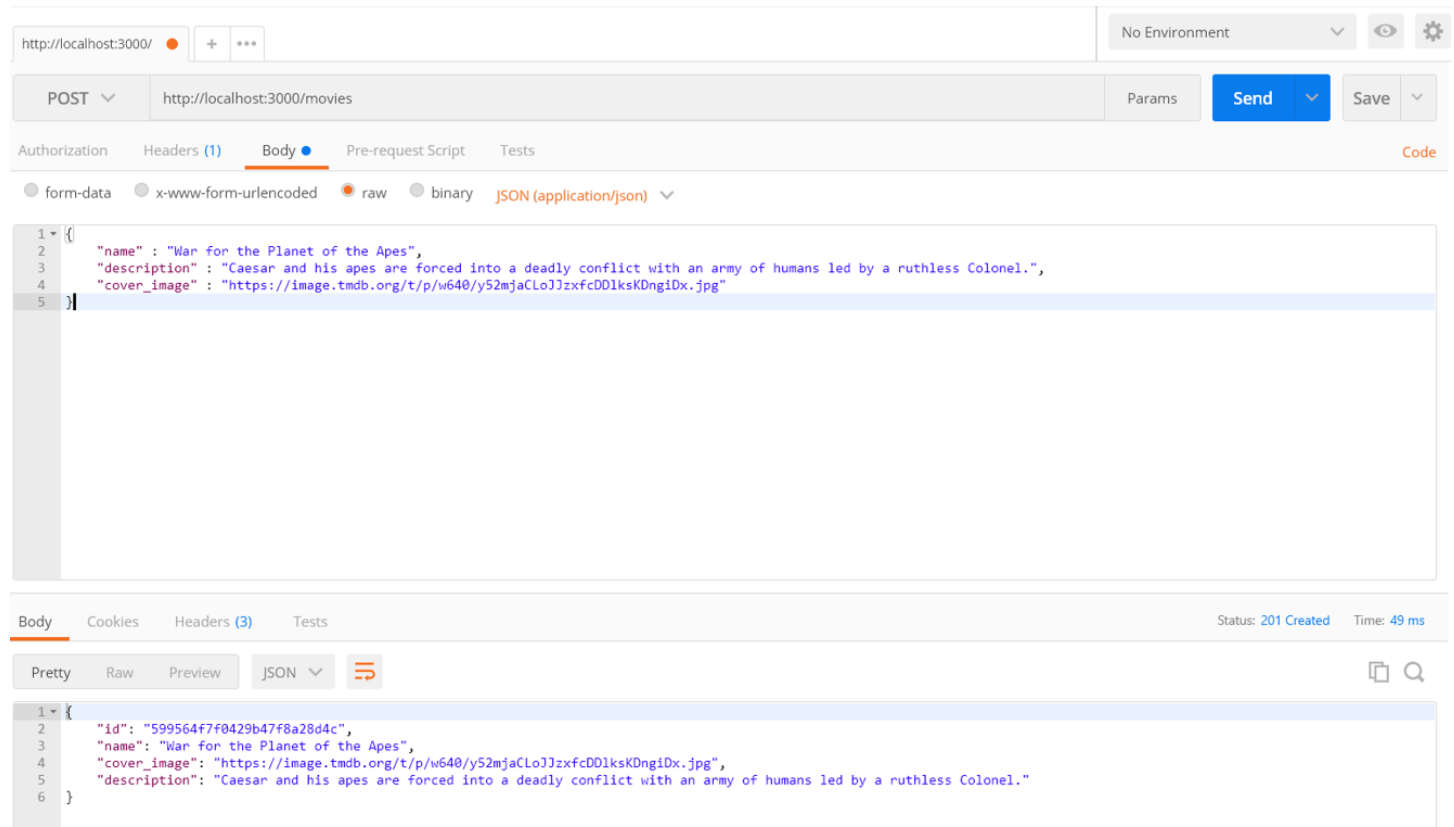 http://localhost:3000/ + ••• No Environment
POST http://localhost:3000/movies Params Send Save
Authorization Headers (1) Body Pre-request Script Tests Code
form-data x-www-form-urlencoded raw binary JSON (application/json)
1 {
2 "name" : "War for the Planet of the Apes",
3 "description" : "Caesar and his apes are forced into a deadly conflict with an army of humans led by a ruthless Colonel.",
4 "cover_image" : "https://image.tmdb.org/t/p/w640/y52mjaCLoJJzxfcDDlksKDngiDx.jpg"
5 }
Body Cookies Headers (3) Tests Status: 201 Created Time: 49 ms
Pretty Raw Preview JSON
1 {
2 "id": "599564f7f0429b47f8a28d4c",
3 "name": "War for the Planet of the Apes",
4 "cover_image": "https://image.tmdb.org/t/p/w640/y52mjaCLoJJzxfcDDlksKDngiDx.jpg",
5 "description": "Caesar and his apes are forced into a deadly conflict with an army of humans led by a ruthless Colonel."
6 }